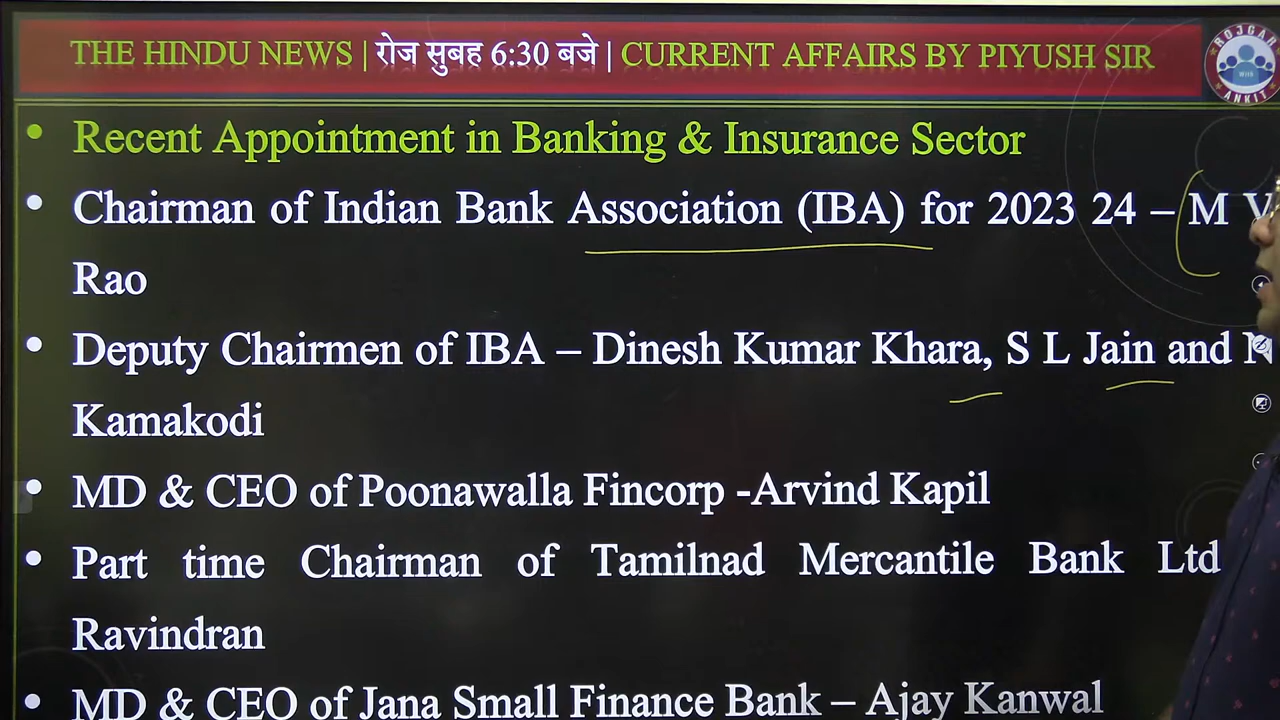 THE HINDU NEWS | रोज सुबह 6:30 बजे | CURRENT AFFAIRS BY PIYUSH SIR
ROJGAR
WITH
ANKIT
• Recent Appointment in Banking & Insurance Sector
• Chairman of Indian Bank Association (IBA) for 2023 24 – M V
Rao
• Deputy Chairmen of IBA – Dinesh Kumar Khara, S L Jain and N
Kamakodi
• MD & CEO of Poonawalla Fincorp -Arvind Kapil
• Part time Chairman of Tamilnad Mercantile Bank Ltd
Ravindran
• MD & CEO of Jana Small Finance Bank – Ajay Kanwal